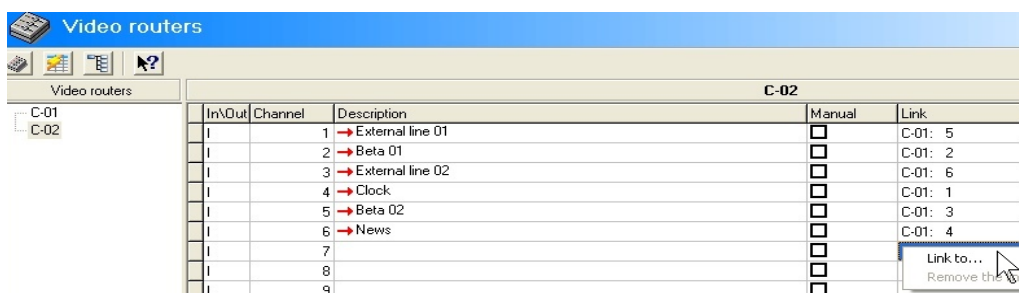 Video routers
Video routers C-02
C-01
C-02
In\Out Channel Description Manual Link
I 1 External line 01 C-01: 5
I 2 Beta 01 C-01: 2
I 3 External line 02 C-01: 6
I 4 Clock C-01: 1
I 5 Beta 02 C-01: 3
I 6 News C-01: 4
I 7
Link to...
I 8
Remove the
I 9